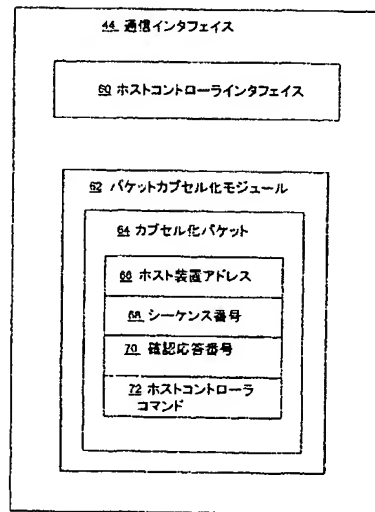 44 通信インタフェイス
60 ホストコントローラインタフェイス
62 パケットカプセル化モジュール
64 カプセル化パケット
66 ホスト装置アドレス
68 シーケンス番号
70 確認応答番号
72 ホストコントローラ
コマンド